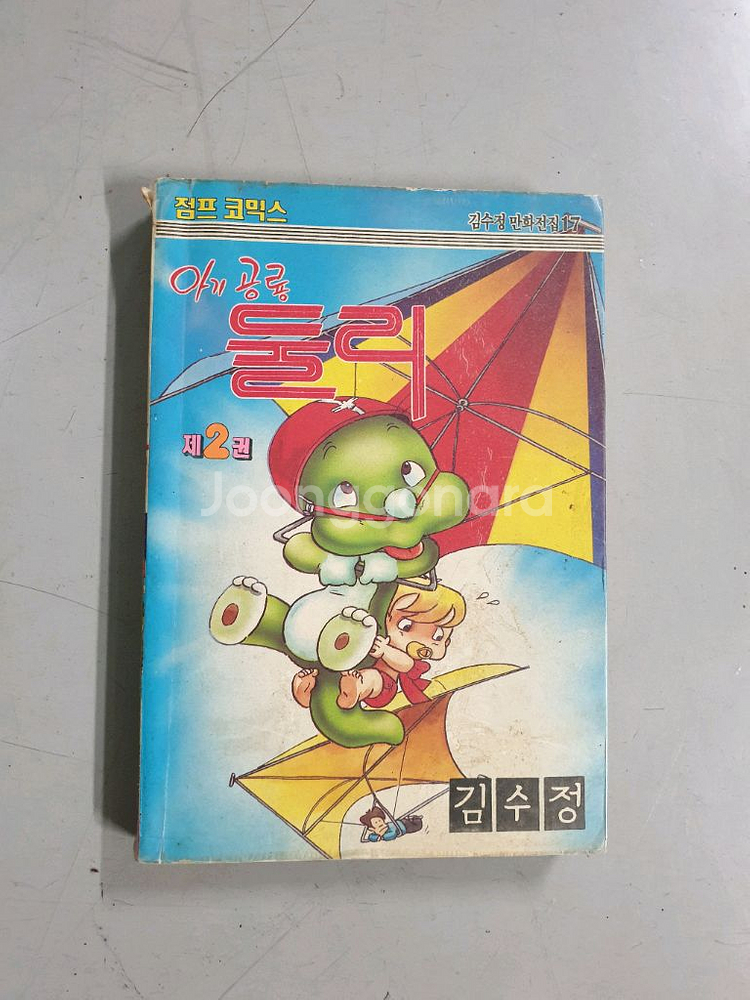 점프 코믹스
김수정 만화전집 17
아기 공룡
둘리
제2권
Joonggonara
김수정